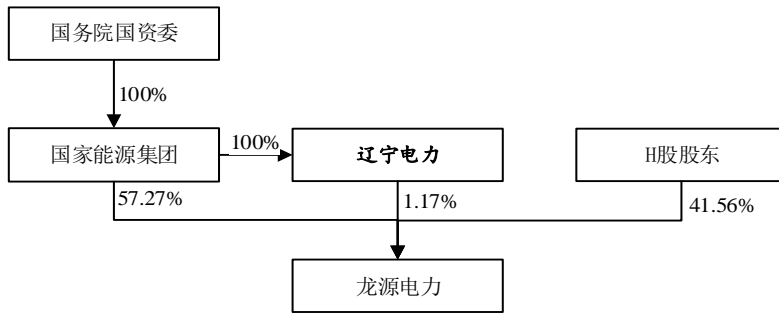 国务院国资委
100%
国家能源集团
100%
辽宁电力
H股股东
57.27%
1.17%
41.56%
龙源电力